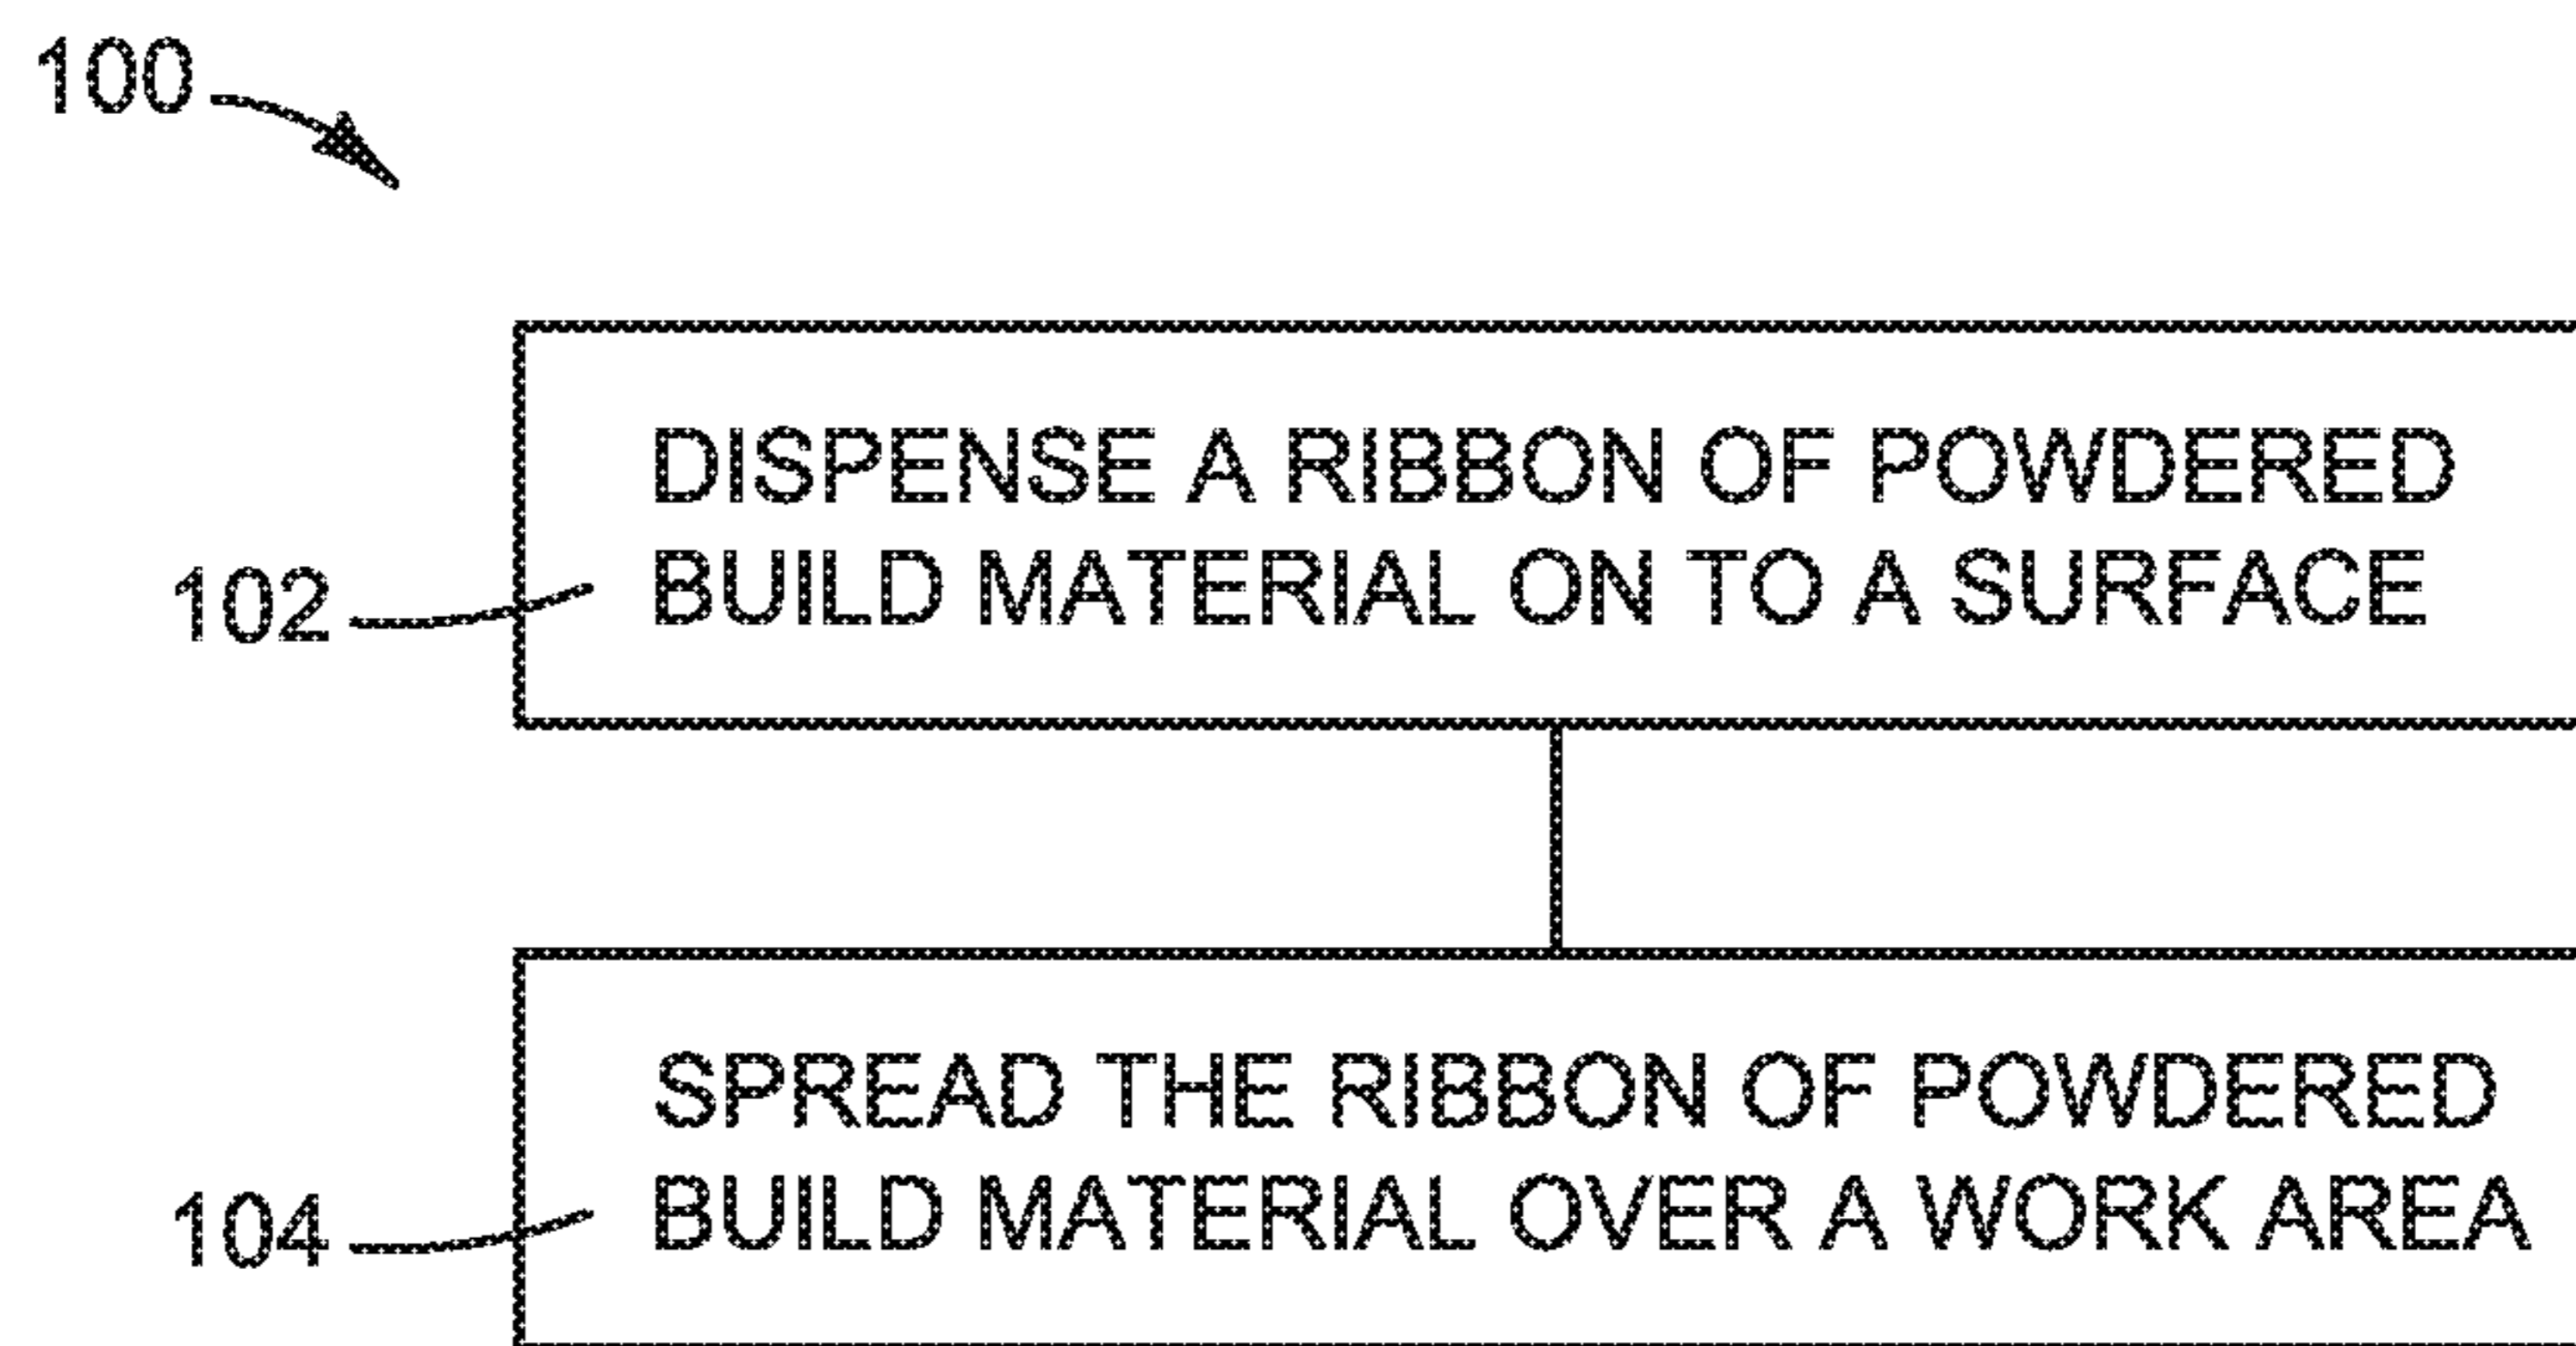 100
DISPENSE A RIBBON OF POWDERED
BUILD MATERIAL ON TO A SURFACE
102
SPREAD THE RIBBON OF POWDERED
BUILD MATERIAL OVER A WORK AREA
104